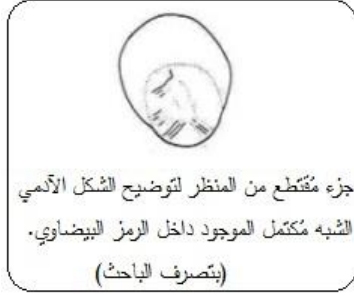 جزء مُقتطع من المنظر لتوضيح الشكل الآدمي
الشبه مُكتمل الموجود داخل الرمز البيضاوي.
(بتصرف الباحث)